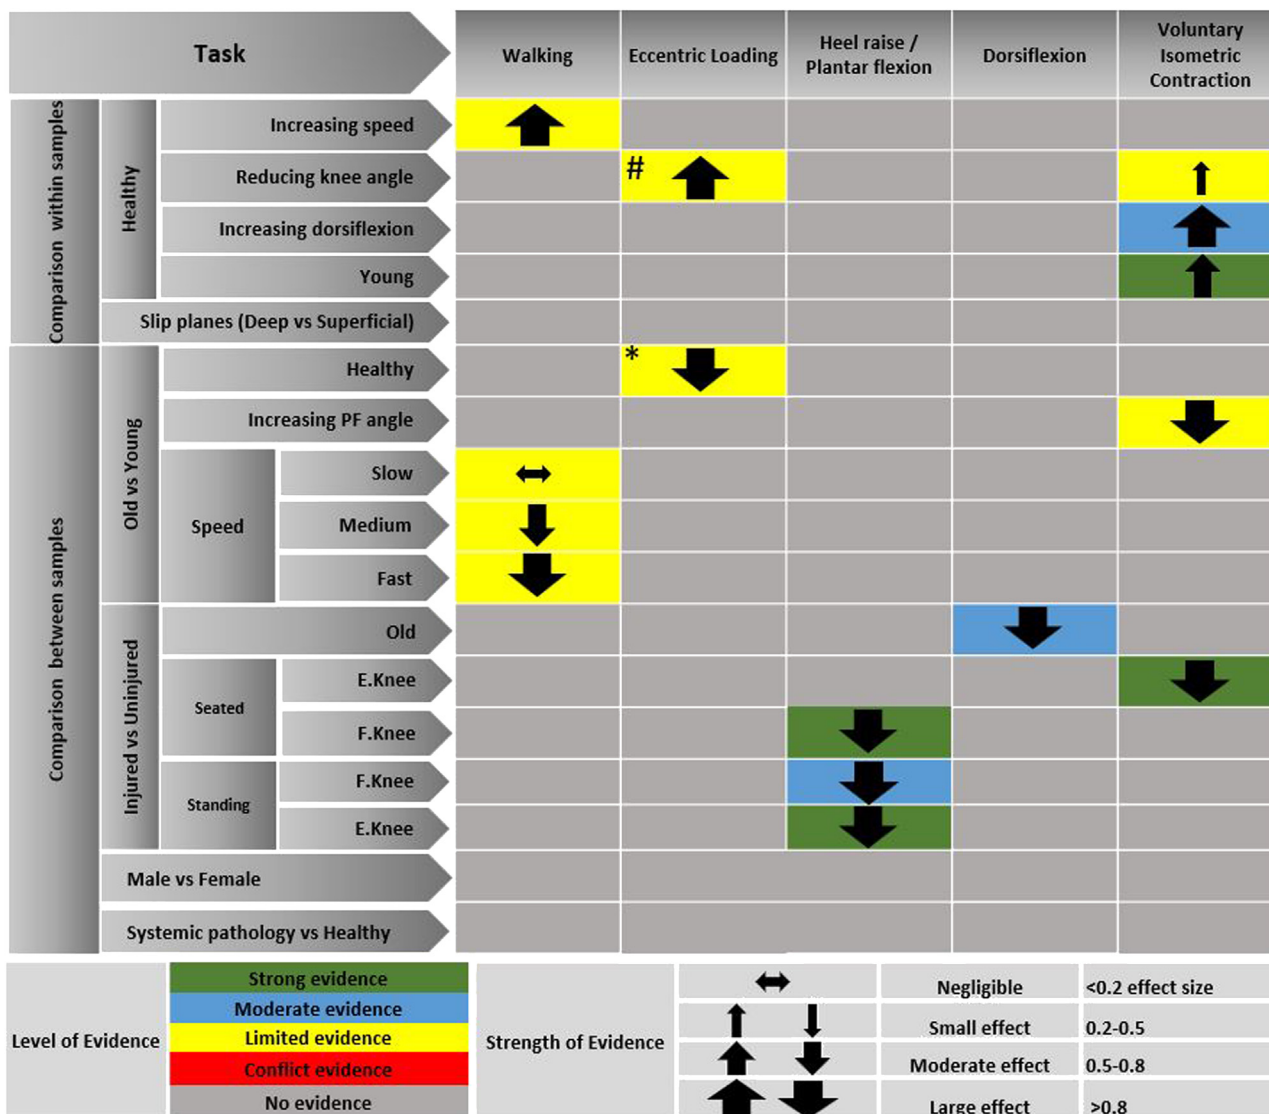 Task
Walking
Eccentric Loading
Heel raise /
Plantar flexion
Dorsiflexion
Voluntary
Isometric
Contraction
Comparison within samples
Healthy
Increasing speed
Reducing knee angle
#
Increasing dorsiflexion
Young
Slip planes (Deep vs Superficial)
Comparison between samples
Old vs Young
Healthy
*
Increasing PF angle
Speed
Slow
Medium
Fast
Injured vs Uninjured
Old
Seated
E.Knee
F.Knee
Standing
F.Knee
E.Knee
Male vs Female
Systemic pathology vs Healthy
Level of Evidence
Strong evidence
Moderate evidence
Limited evidence
Conflict evidence
No evidence
Strength of Evidence
Negligible <0.2 effect size
Small effect 0.2-0.5
Moderate effect 0.5-0.8
Large effect >0.8